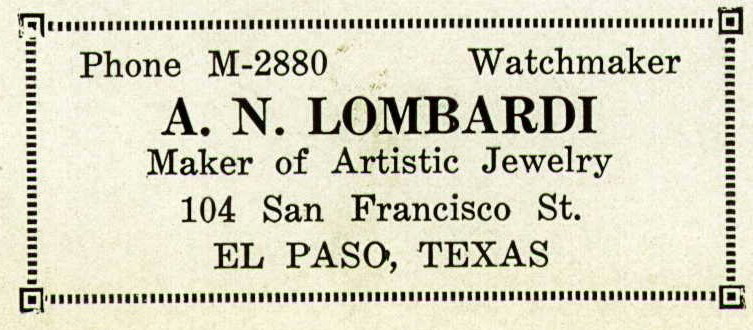 Phone M-2880 Watchmaker
A. N. LOMBARDI
Maker of Artistic Jewelry
104 San Francisco St.
EL PASO, TEXAS